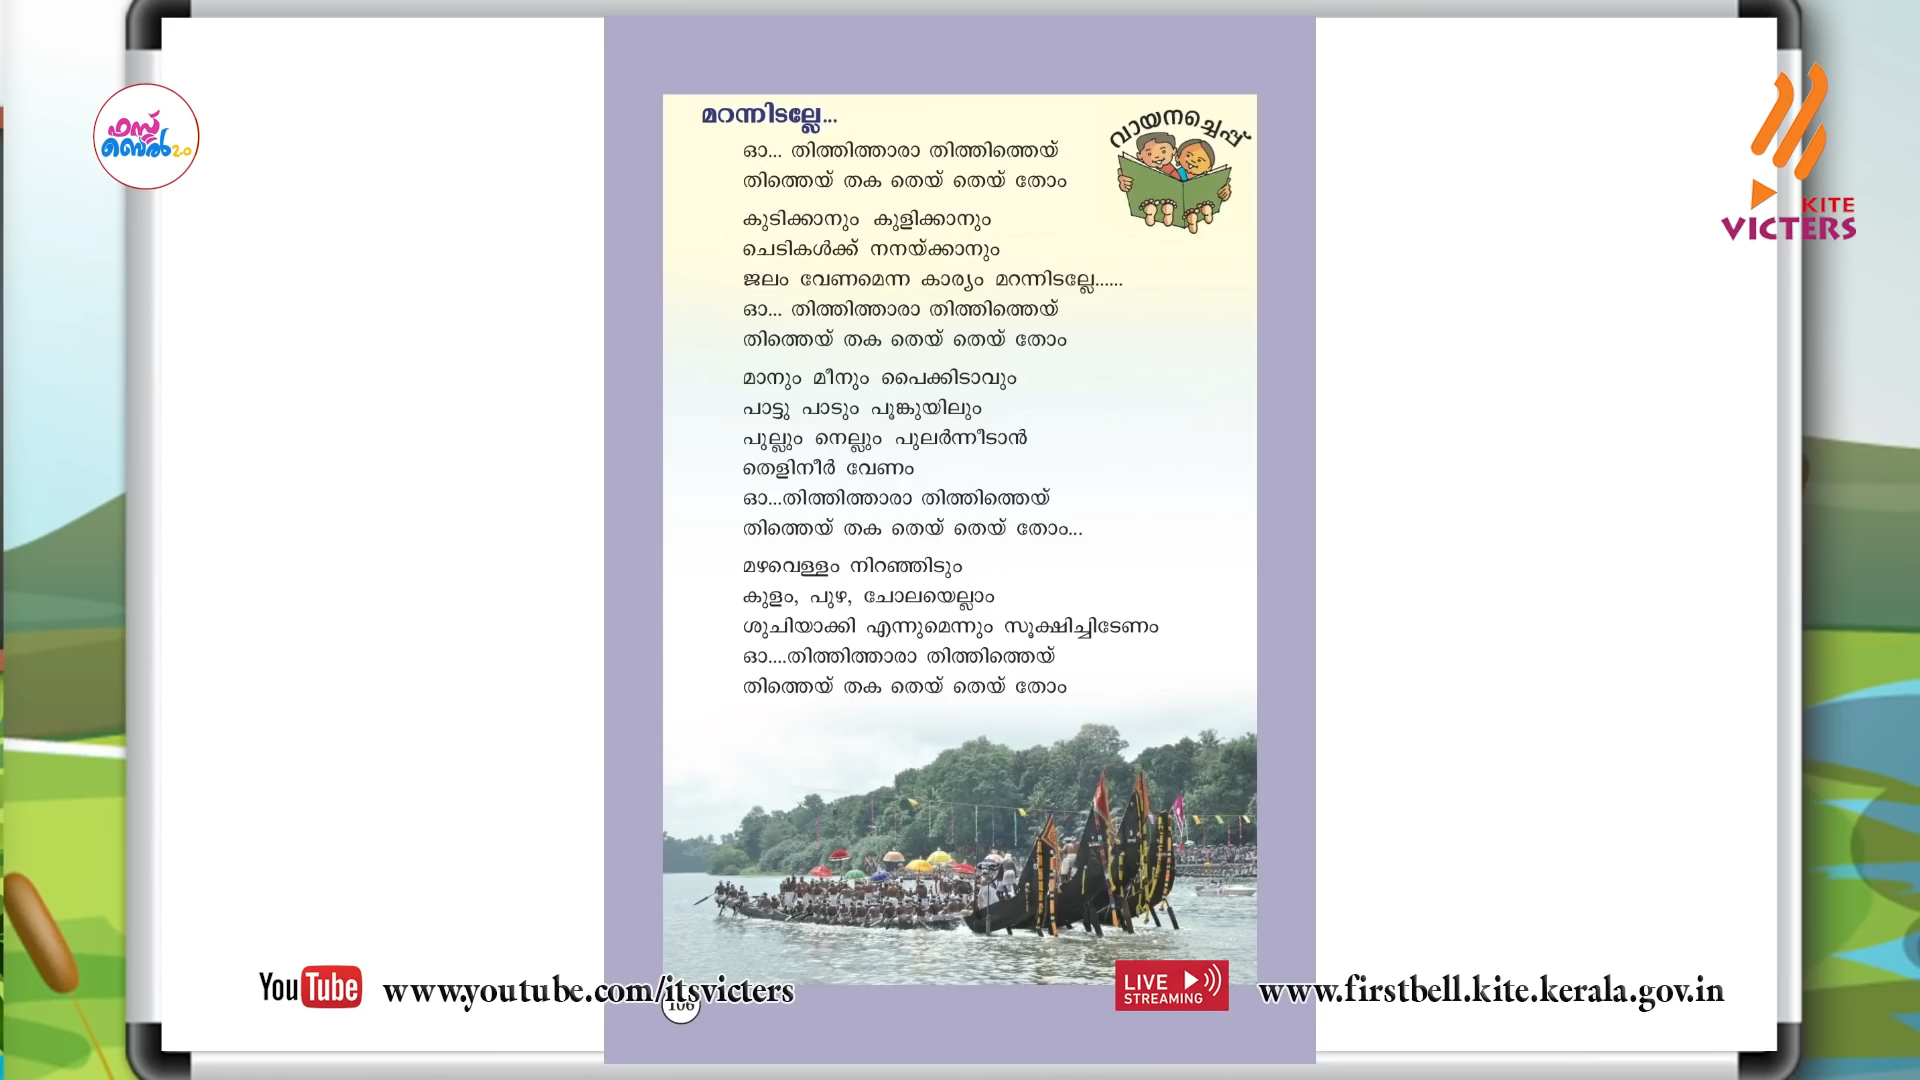 ഫസ്റ്റ്
ബെൽ 2.0
KITE
VICTERS
വായനച്ചെപ്പ്
മറന്നിടല്ലേ...
ഓ... തിത്തിത്താരാ തിത്തിത്തെയ്
തിത്തെയ് തക തെയ് തെയ് തോം
കുടിക്കാനും കുളിക്കാനും
ചെടികൾക്ക് നനയ്ക്കാനും
ജലം വേണമെന്ന കാര്യം മറന്നിടല്ലേ......
ഓ... തിത്തിത്താരാ തിത്തിത്തെയ്
തിത്തെയ് തക തെയ് തെയ് തോം
മാനും മീനും പൈക്കിടാവും
പാട്ടു പാടും പൂങ്കുയിലും
പുല്ലും നെല്ലും പുലർന്നീടാൻ
തെളിനീർ വേണം
ഓ...തിത്തിത്താരാ തിത്തിത്തെയ്
തിത്തെയ് തക തെയ് തെയ് തോം...
മഴവെള്ളം നിറഞ്ഞിടും
കുളം, പുഴ, ചോലയെല്ലാം
ശുചിയാക്കി എന്നുമെന്നും സൂക്ഷിച്ചിടേണം
ഓ....തിത്തിത്താരാ തിത്തിത്തെയ്
തിത്തെയ് തക തെയ് തെയ് തോം
YouTube www.youtube.com/itsvicters
LIVE
STREAMING
www.firstbell.kite.kerala.gov.in
106